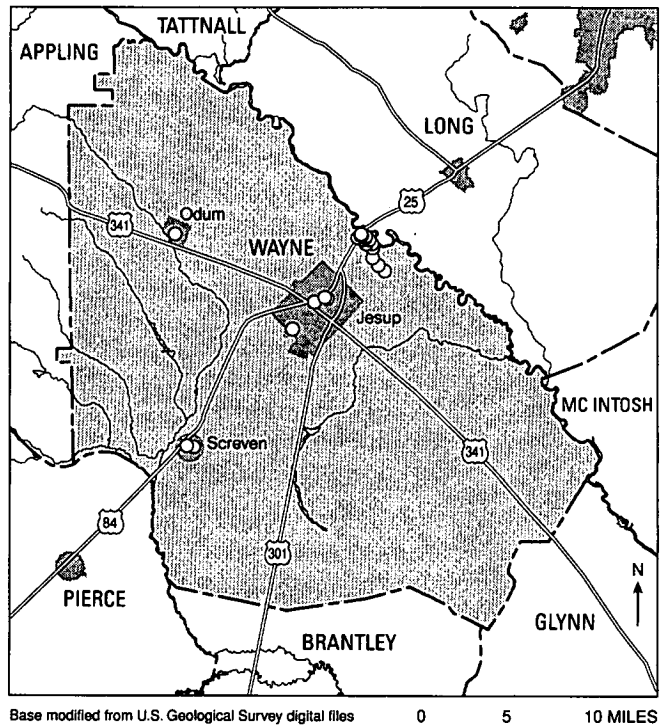 TATTNALL
APPLING
LONG
25
Odum
341
WAYNE
Jesup
MC INTOSH
Screven
341
84
301
N
PIERCE
GLYNN
BRANTLEY
Base modified from U.S. Geological Survey digital files 0 5 10 MILES